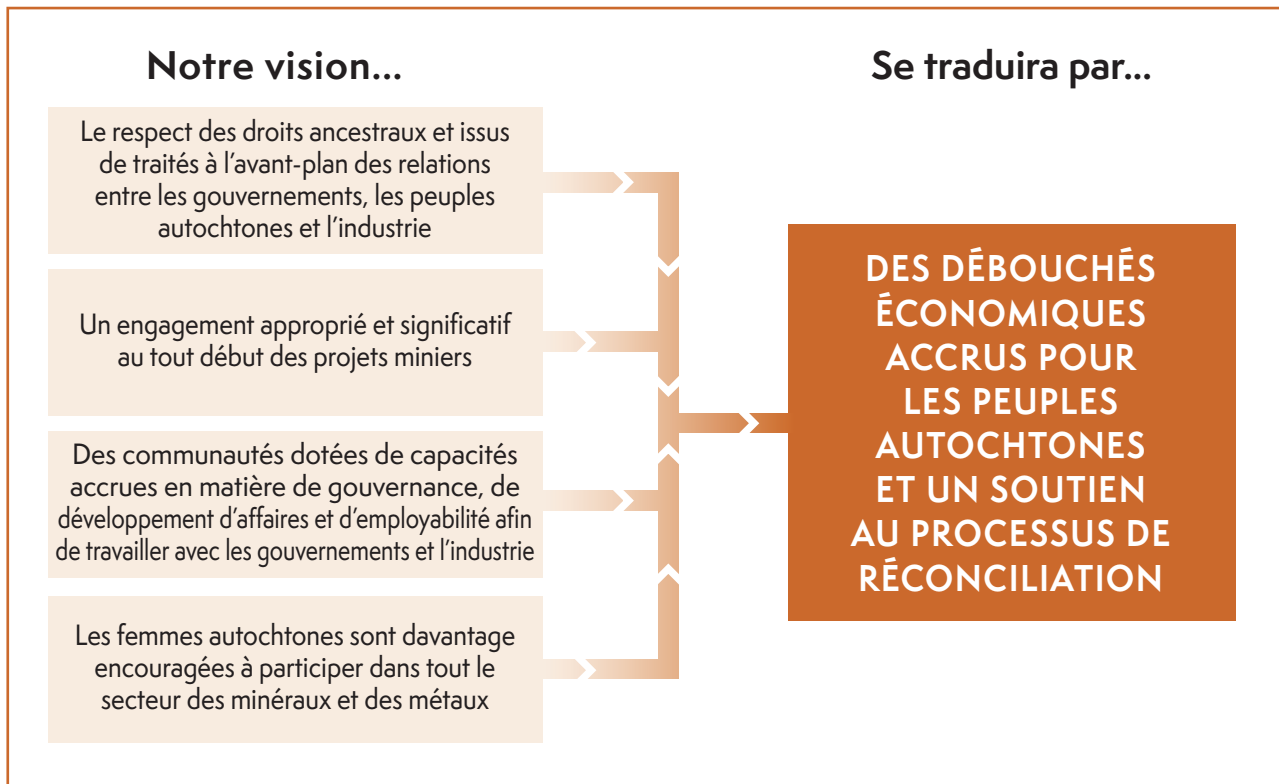 Notre vision...
Se traduira par...
Le respect des droits ancestraux et issus
de traités à l'avant-plan des relations
entre les gouvernements, les peuples
autochtones et l'industrie
Un engagement approprié et significatif
au tout début des projets miniers
Des communautés dotées de capacités
accrues en matière de gouvernance, de
développement d'affaires et d'employabilité afin
de travailler avec les gouvernements et l'industrie
Les femmes autochtones sont davantage
encouragées à participer dans tout le
secteur des minéraux et des métaux
DES DÉBOUCHÉS
ÉCONOMIQUES
ACCRUS POUR
LES PEUPLES
AUTOCHTONES
ET UN SOUTIEN
AU PROCESSUS DE
RÉCONCILIATION